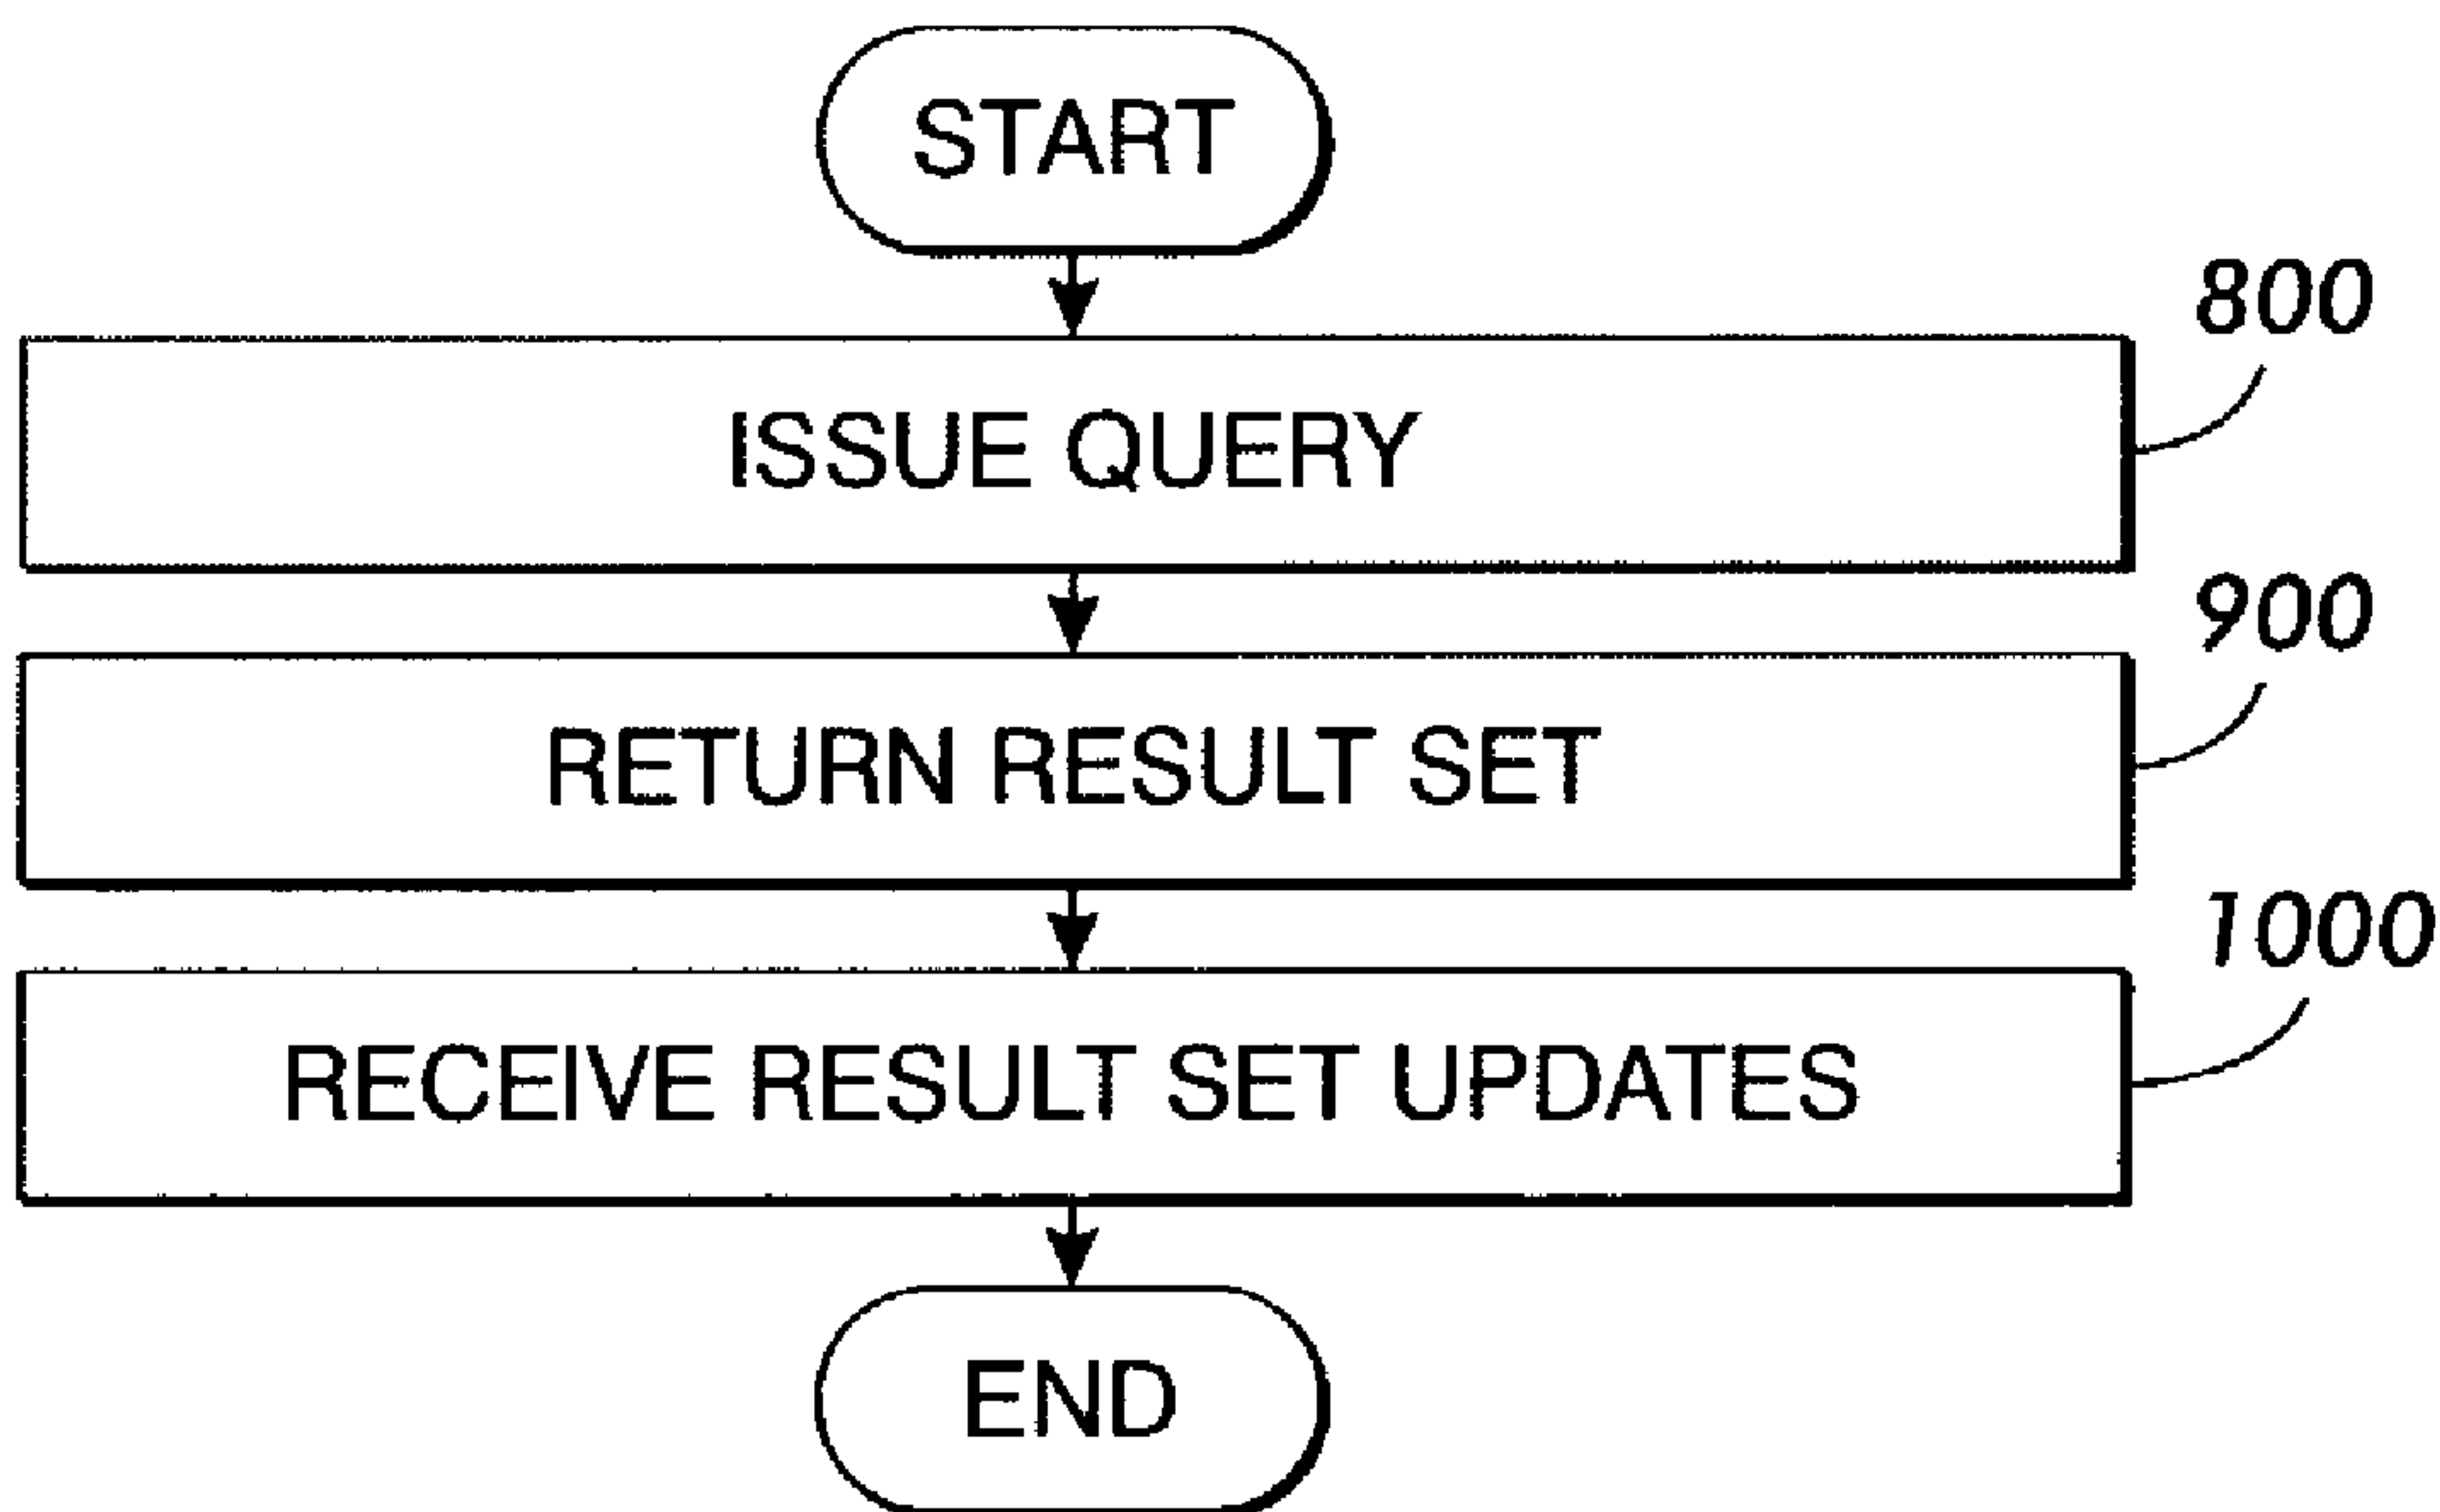 START
800
ISSUE QUERY
900
RETURN RESULT SET
1000
RECEIVE RESULT SET UPDATES
END